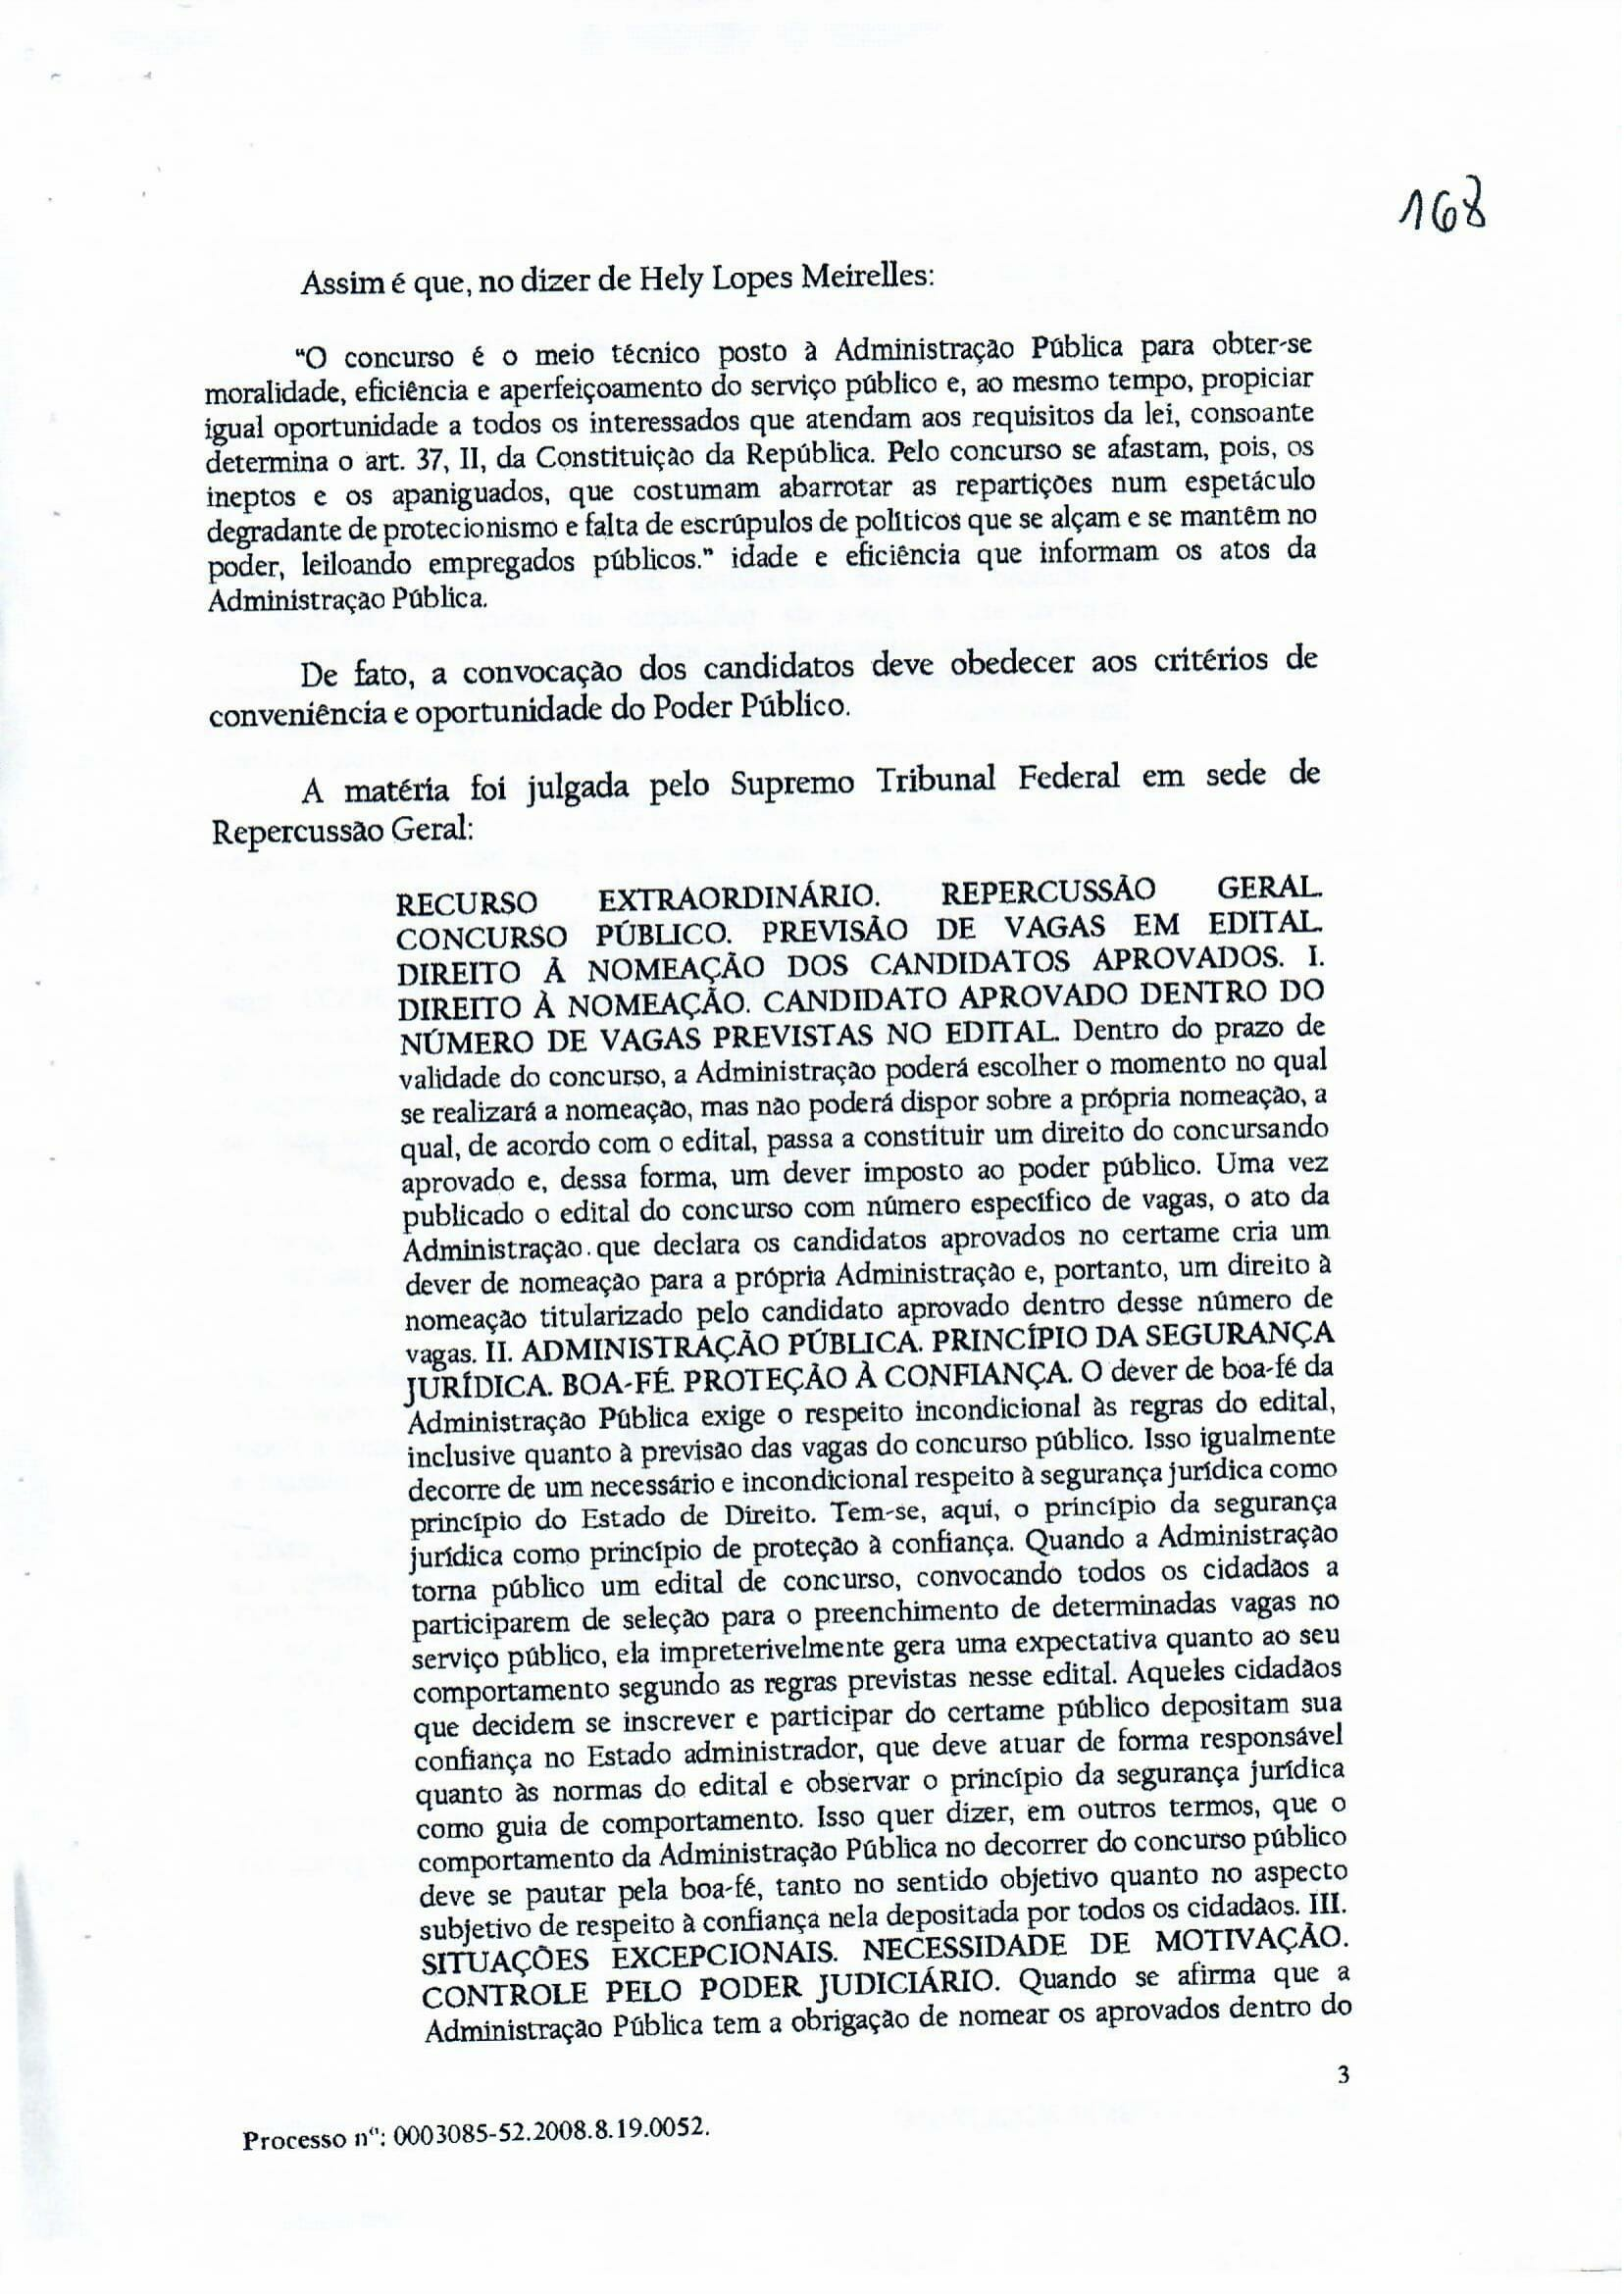 168
Assim é que, no dizer de Hely Lopes Meirelles:
"O concurso é o meio técnico posto à Administração Pública para obter-se
moralidade, eficiência e aperfeiçoamento do serviço público e, ao mesmo tempo, propiciar
igual oportunidade a todos os interessados que atendam aos requisitos da lei, consoante
determina o art. 37, II, da Constituição da República. Pelo concurso se afastam, pois, os
ineptos e os apaniguados, que costumam abarrotar as repartições num espetáculo
degradante de protecionismo e falta de escrúpulos de políticos que se alçam e se mantêm no
poder, leiloando empregados públicos." idade e eficiência que informam os atos da
Administração Pública.
De fato, a convocação dos candidatos deve obedecer aos critérios de
conveniência e oportunidade do Poder Público.
A matéria foi julgada pelo Supremo Tribunal Federal em sede de
Repercussão Geral:
RECURSO EXTRAORDINÁRIO. REPERCUSSÃO GERAL.
CONCURSO PÚBLICO. PREVISÃO DE VAGAS EM EDITAL.
DIREITO À NOMEAÇÃO DOS CANDIDATOS APROVADOS. I.
DIREITO À NOMEAÇÃO. CANDIDATO APROVADO DENTRO DO
NÚMERO DE VAGAS PREVISTAS NO EDITAL. Dentro do prazo de
validade do concurso, a Administração poderá escolher o momento no qual
se realizará a nomeação, mas não poderá dispor sobre a própria nomeação, a
qual, de acordo com o edital, passa a constituir um direito do concursando
aprovado e, dessa forma, um dever imposto ao poder público. Uma vez
publicado o edital do concurso com número específico de vagas, o ato da
Administração que declara os candidatos aprovados no certame cria um
dever de nomeação para a própria Administração e, portanto, um direito à
nomeação titularizado pelo candidato aprovado dentro desse número de
vagas. II. ADMINISTRAÇÃO PÚBLICA. PRINCÍPIO DA SEGURANÇA
JURÍDICA. BOA-FÉ. PROTEÇÃO À CONFIANÇA. O dever de boa-fé da
Administração Pública exige o respeito incondicional às regras do edital,
inclusive quanto à previsão das vagas do concurso público. Isso igualmente
decorre de um necessário e incondicional respeito à segurança jurídica como
princípio do Estado de Direito. Tem-se, aqui, o princípio da segurança
jurídica como princípio de proteção à confiança. Quando a Administração
torna público um edital de concurso, convocando todos os cidadãos a
participarem de seleção para o preenchimento de determinadas vagas no
serviço público, ela impreterivelmente gera uma expectativa quanto ao seu
comportamento segundo as regras previstas nesse edital. Aqueles cidadãos
que decidem se inscrever e participar do certame público depositam sua
confiança no Estado administrador, que deve atuar de forma responsável
quanto às normas do edital e observar o princípio da segurança jurídica
como guia de comportamento. Isso quer dizer, em outros termos, que o
comportamento da Administração Pública no decorrer do concurso público
deve se pautar pela boa-fé, tanto no sentido objetivo quanto no aspecto
subjetivo de respeito à confiança nela depositada por todos os cidadãos. III.
SITUAÇÕES EXCEPCIONAIS. NECESSIDADE DE MOTIVAÇÃO.
CONTROLE PELO PODER JUDICIÁRIO. Quando se afirma que a
Administração Pública tem a obrigação de nomear os aprovados dentro do
3
Processo nº: 0003085-52.2008.8.19.0052.